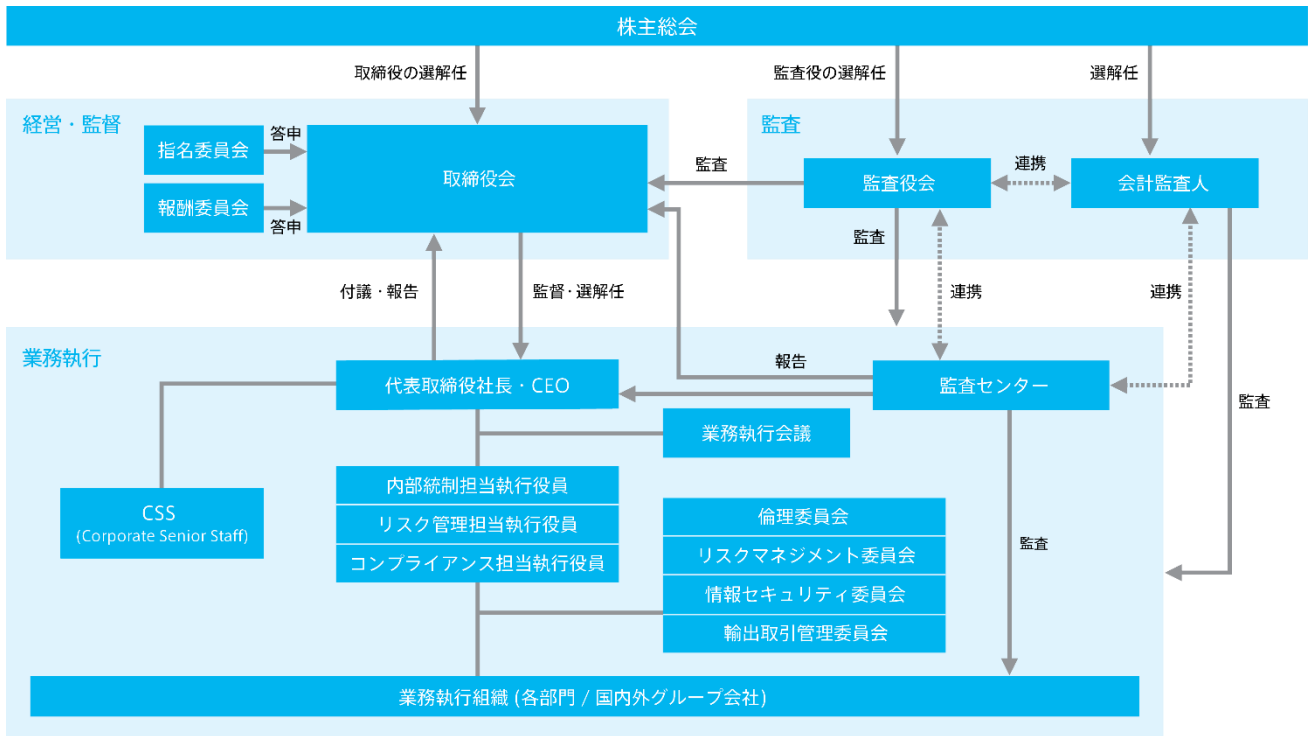 株主総会
取締役の選解任
監査役の選解任
選解任
経営・監督
監査
指名委員会
答申
報酬委員会
答申
取締役会
監査
監査役会
連携
会計監査人
監査
付議・報告
監督・選解任
連携
連携
業務執行
代表取締役社長・CEO
報告
監査センター
監査
業務執行会議
CSS
(Corporate Senior Staff)
内部統制担当執行役員
リスク管理担当執行役員
コンプライアンス担当執行役員
倫理委員会
リスクマネジメント委員会
情報セキュリティ委員会
輸出取引管理委員会
監査
業務執行組織 (各部門 / 国内外グループ会社)